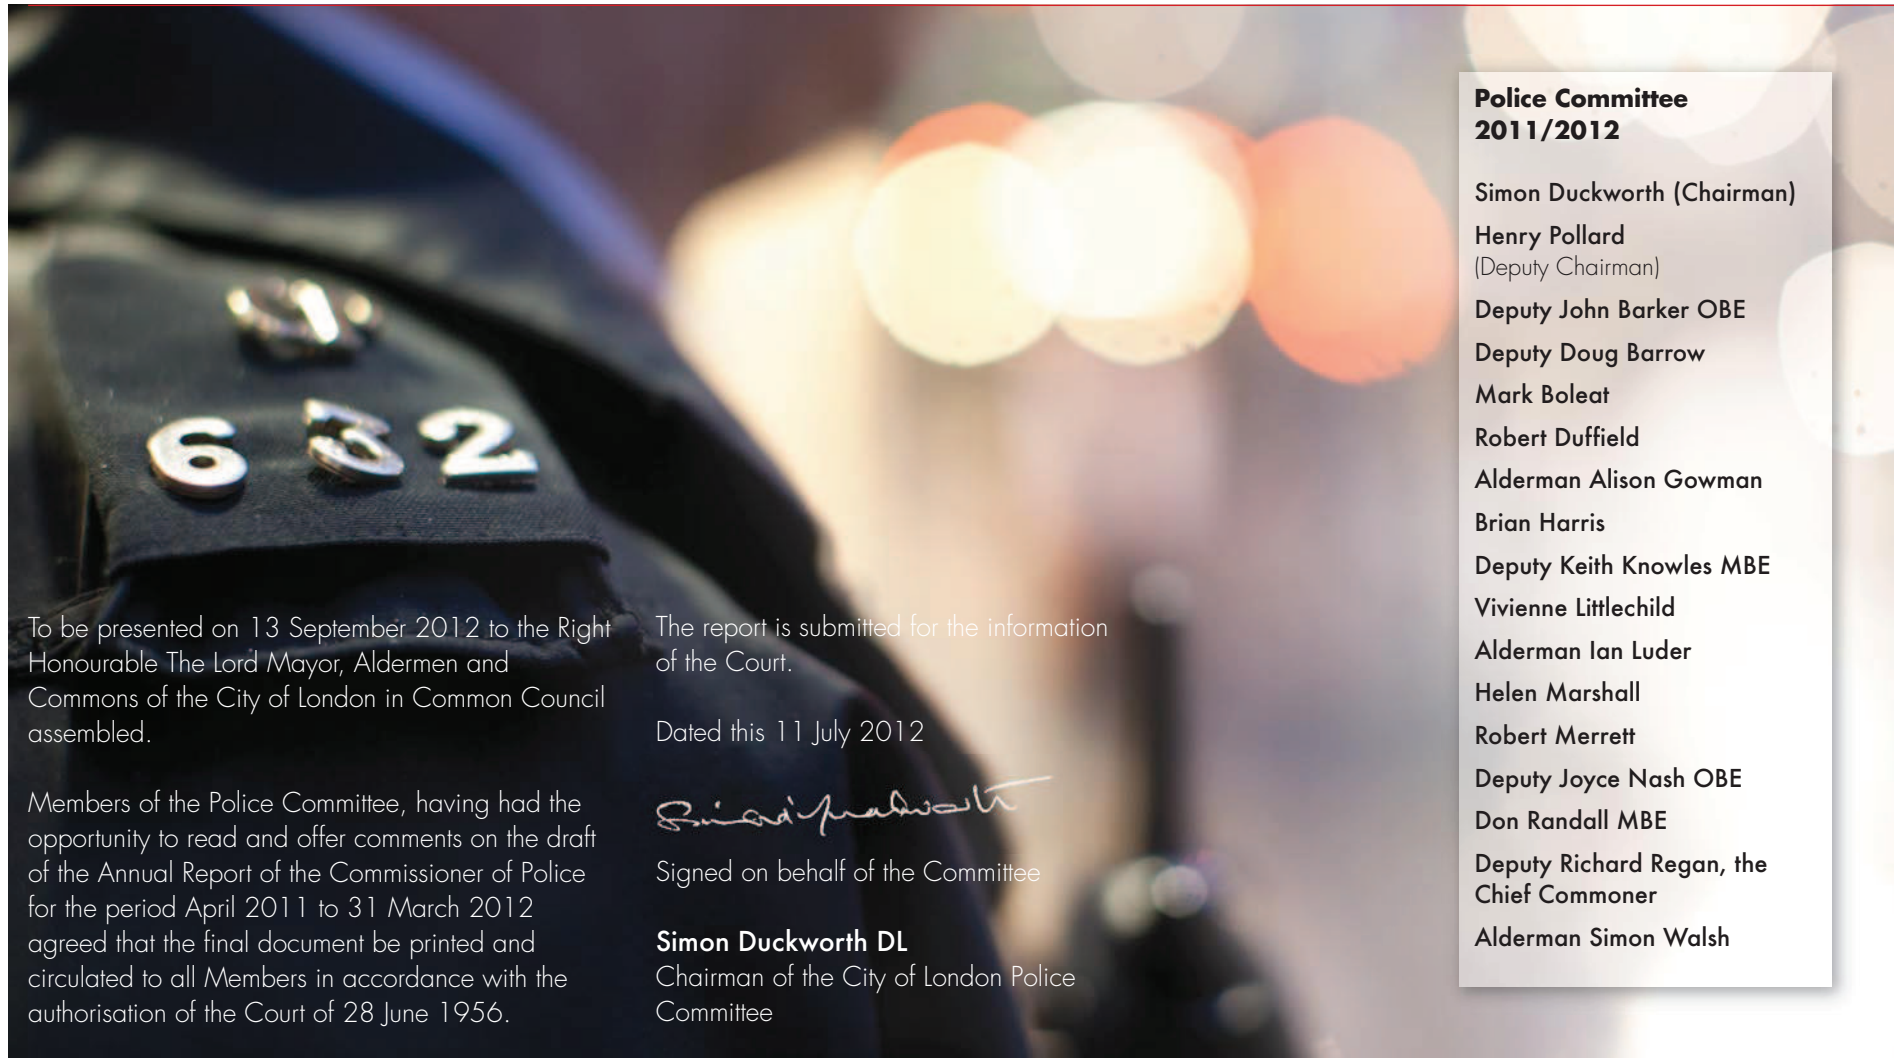 6 3 2
To be presented on 13 September 2012 to the Right
Honourable The Lord Mayor, Aldermen and
Commons of the City of London in Common Council
assembled.
Members of the Police Committee, having had the
opportunity to read and offer comments on the draft
of the Annual Report of the Commissioner of Police
for the period April 2011 to 31 March 2012
agreed that the final document be printed and
circulated to all Members in accordance with the
authorisation of the Court of 28 June 1956.
The report is submitted for the information
of the Court.
Dated this 11 July 2012
Signed on behalf of the Committee
Simon Duckworth DL
Chairman of the City of London Police
Committee
Police Committee
2011/2012
Simon Duckworth (Chairman)
Henry Pollard
(Deputy Chairman)
Deputy John Barker OBE
Deputy Doug Barrow
Mark Boleat
Robert Duffield
Alderman Alison Gowman
Brian Harris
Deputy Keith Knowles MBE
Vivienne Littlechild
Alderman Ian Luder
Helen Marshall
Robert Merrett
Deputy Joyce Nash OBE
Don Randall MBE
Deputy Richard Regan, the
Chief Commoner
Alderman Simon Walsh